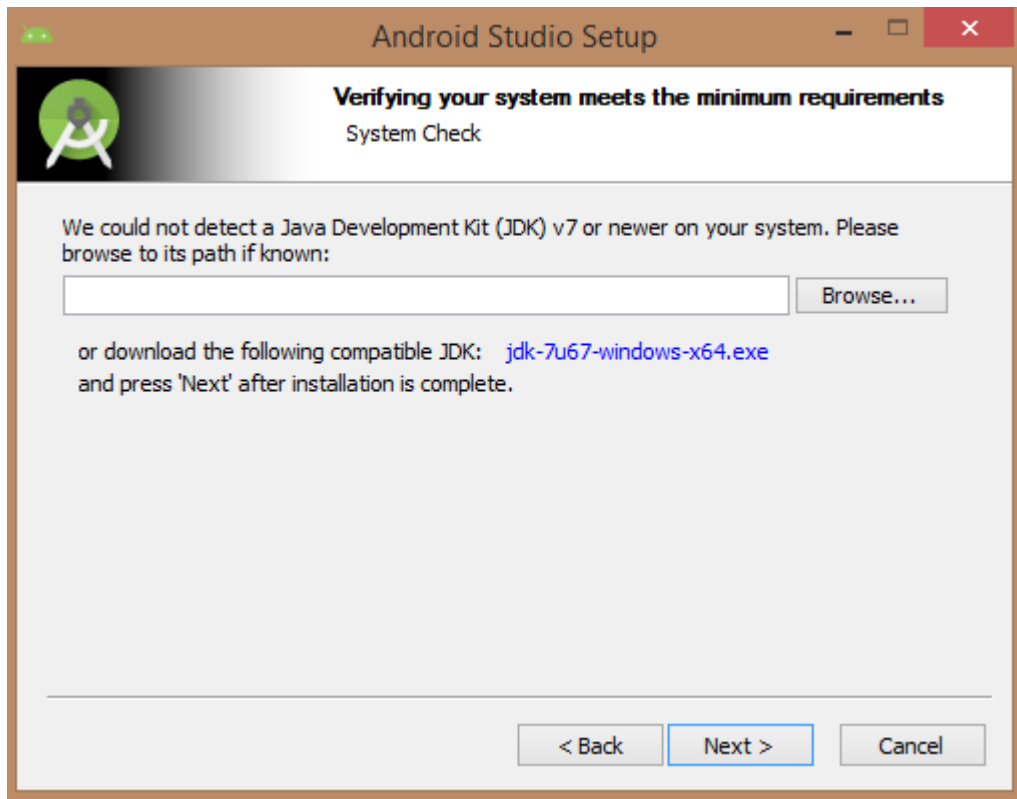 Android Studio Setup
Verifying your system meets the minimum requirements
System Check
We could not detect a Java Development Kit (JDK) v7 or newer on your system. Please
browse to its path if known:
Browse...
or download the following compatible JDK: jdk-7u67-windows-x64.exe
and press 'Next' after installation is complete.
< Back Next > Cancel